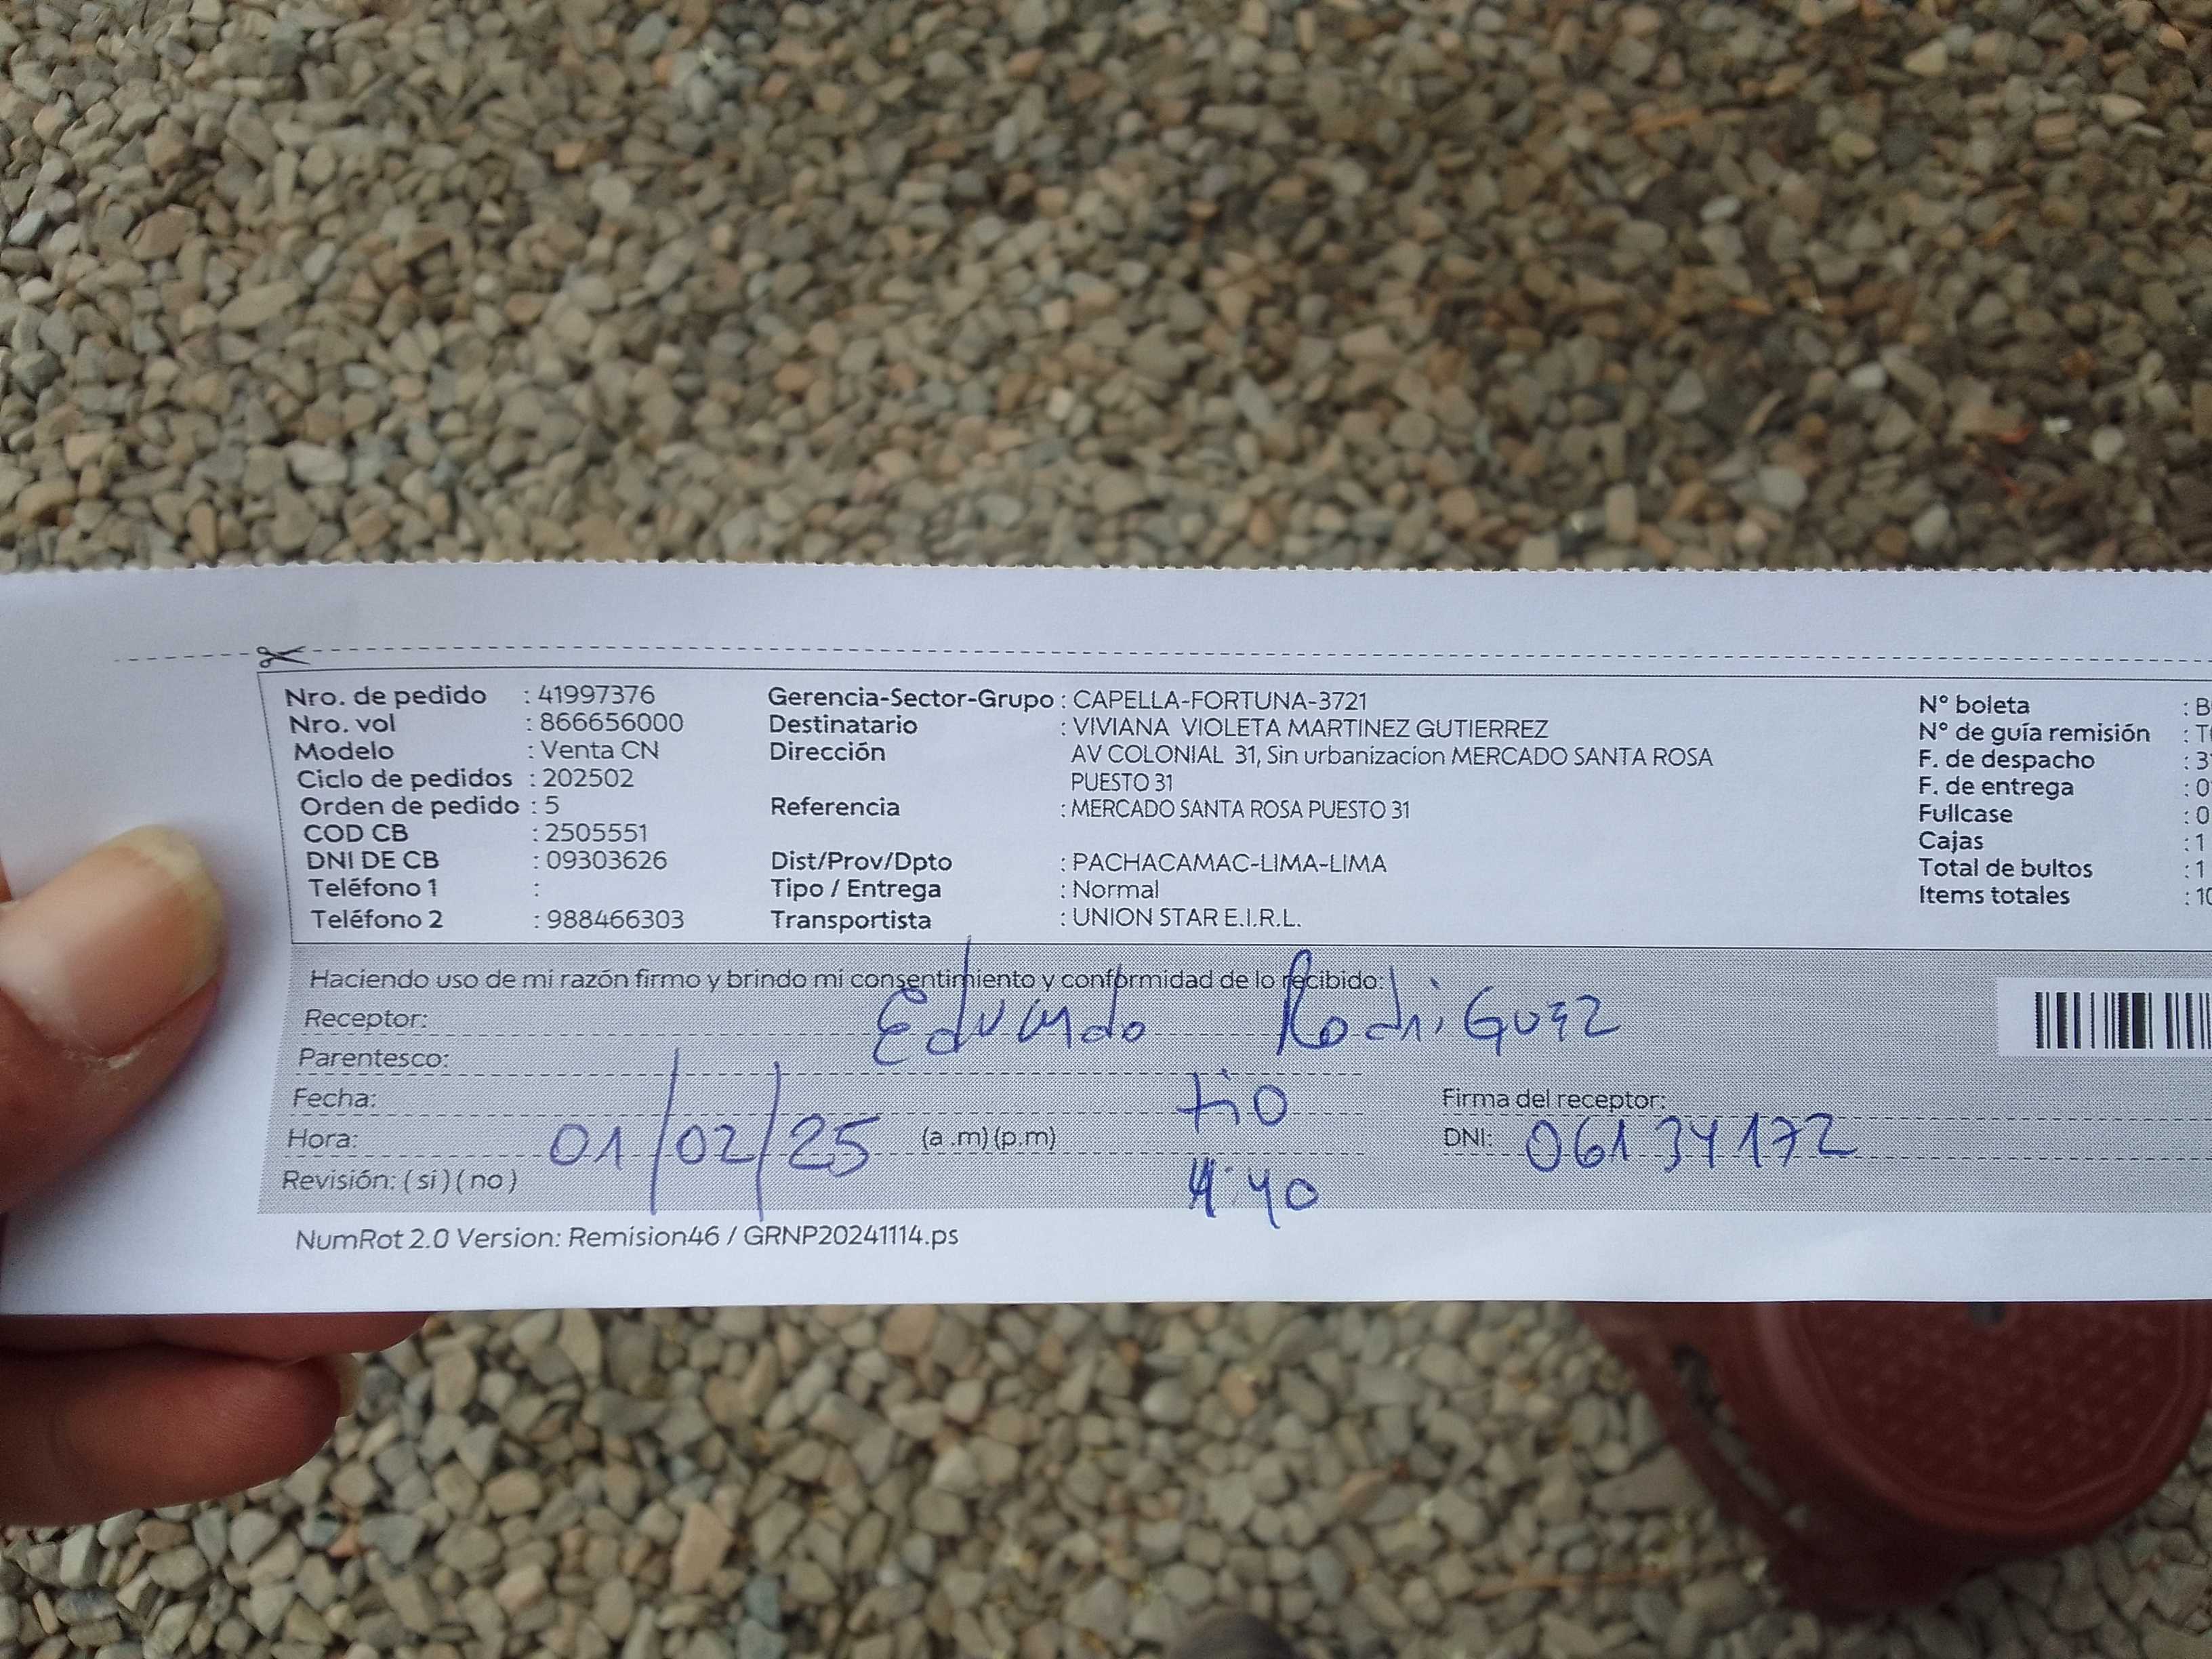 Nro. de pedido : 41997376 Gerencia-Sector-Grupo : CAPELLA-FORTUNA-3721 N° boleta : B
Nro. vol : 866656000 Destinatario : VIVIANA VIOLETA MARTINEZ GUTIERREZ N° de guía remisión : T
Modelo : Venta CN Dirección AV COLONIAL 31, Sin urbanizacion MERCADO SANTA ROSA F. de despacho : 3
Ciclo de pedidos : 202502 PUESTO 31 F. de entrega : 0
Orden de pedido : 5 Referencia : MERCADO SANTA ROSA PUESTO 31 Fullcase : 0
COD CB : 2505551 Cajas : 1
DNI DE CB : 09303626 Dist/Prov/Dpto : PACHACAMAC-LIMA-LIMA Total de bultos : 1
Teléfono 1 : Tipo / Entrega : Normal Items totales : 10
Teléfono 2 : 988466303 Transportista : UNION STAR E.I.R.L.
Haciendo uso de mi razón firmo y brindo mi consentimiento y conformidad de lo recibido:
Receptor: Eduardo RodriGuez
Parentesco: tio
Fecha: 01/02/25 Firma del receptor:
Hora: (a .m) (p.m) 4:40 DNI: 06134172
Revisión: ( si ) ( no )
NumRot 2.0 Version: Remision46 / GRNP20241114.ps